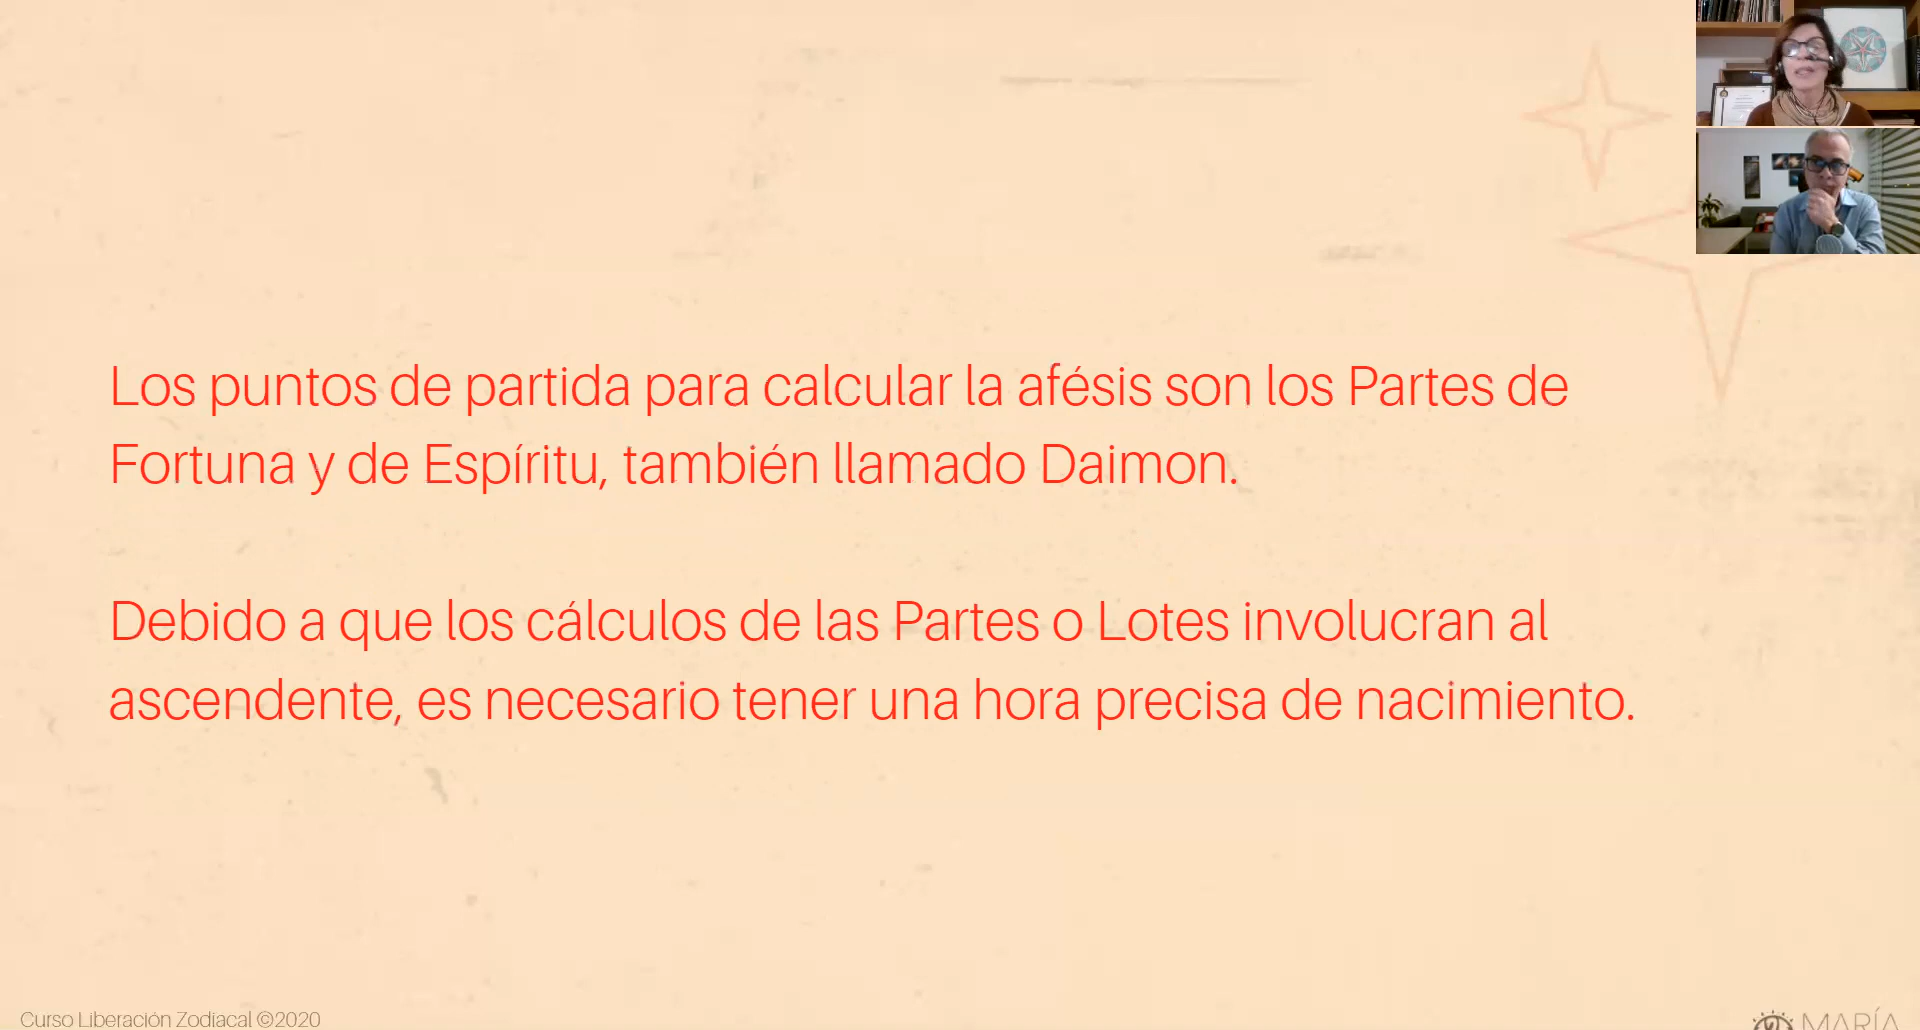 Los puntos de partida para calcular la afésis son los Partes de
Fortuna y de Espíritu, también llamado Daimon.
Debido a que los cálculos de las Partes o Lotes involucran al
ascendente, es necesario tener una hora precisa de nacimiento.
Curso Liberación Zodiacal ©2020
MARÍA